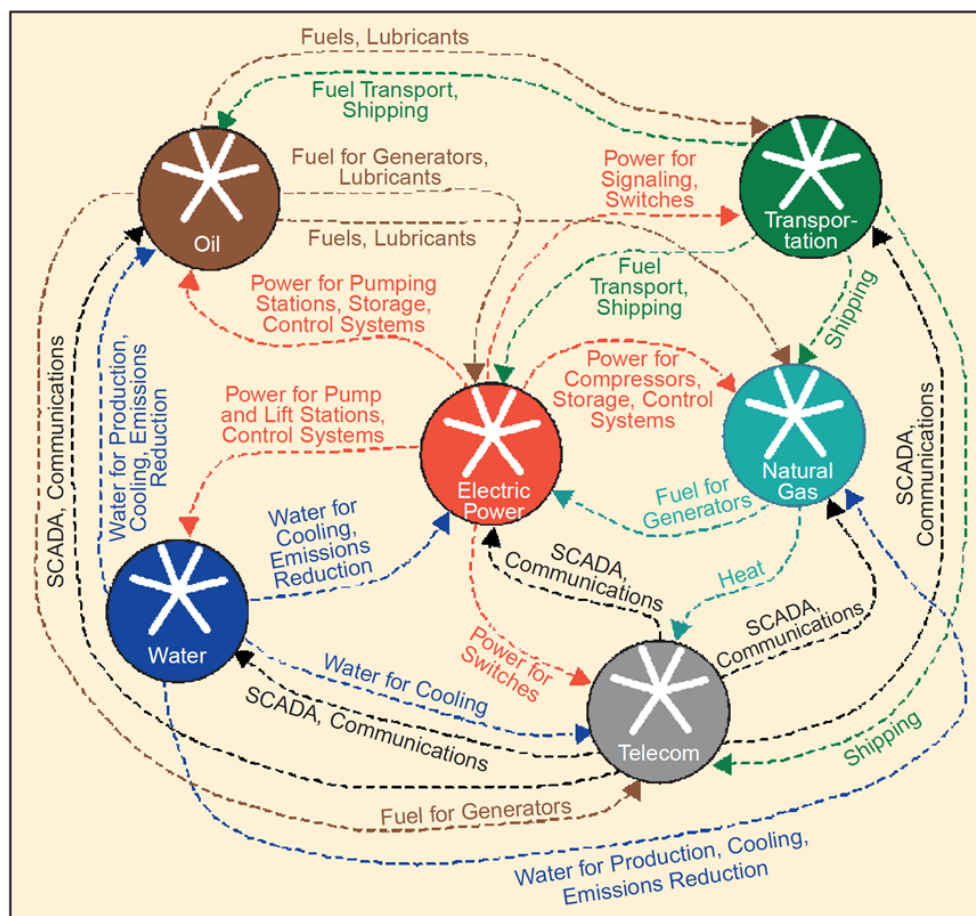 Fuels, Lubricants
Fuel Transport,
Shipping
Fuel for Generators,
Lubricants
Power for
Signaling,
Switches
Oil
Transpor-
tation
Fuels, Lubricants
Fuel
Transport,
Shipping
SCADA,
Communications
Shipping
Power for Pumping
Stations, Storage,
Control Systems
Power for
Compressors,
Storage, Control
Systems
Power for Pump
and Lift Stations,
Control Systems
SCADA, Communications
Water for Production,
Cooling, Emissions
Reduction
Electric
Power
Natural
Gas
Fuel for
Generators
Water for
Cooling,
Emissions
Reduction
SCADA,
Communications
SCADA,
Communications
Heat
SCADA,
Communications
Water
Power for
Switches
Water for Cooling
SCADA, Communications
Telecom
Shipping
Fuel for Generators
Water for Production, Cooling,
Emissions Reduction